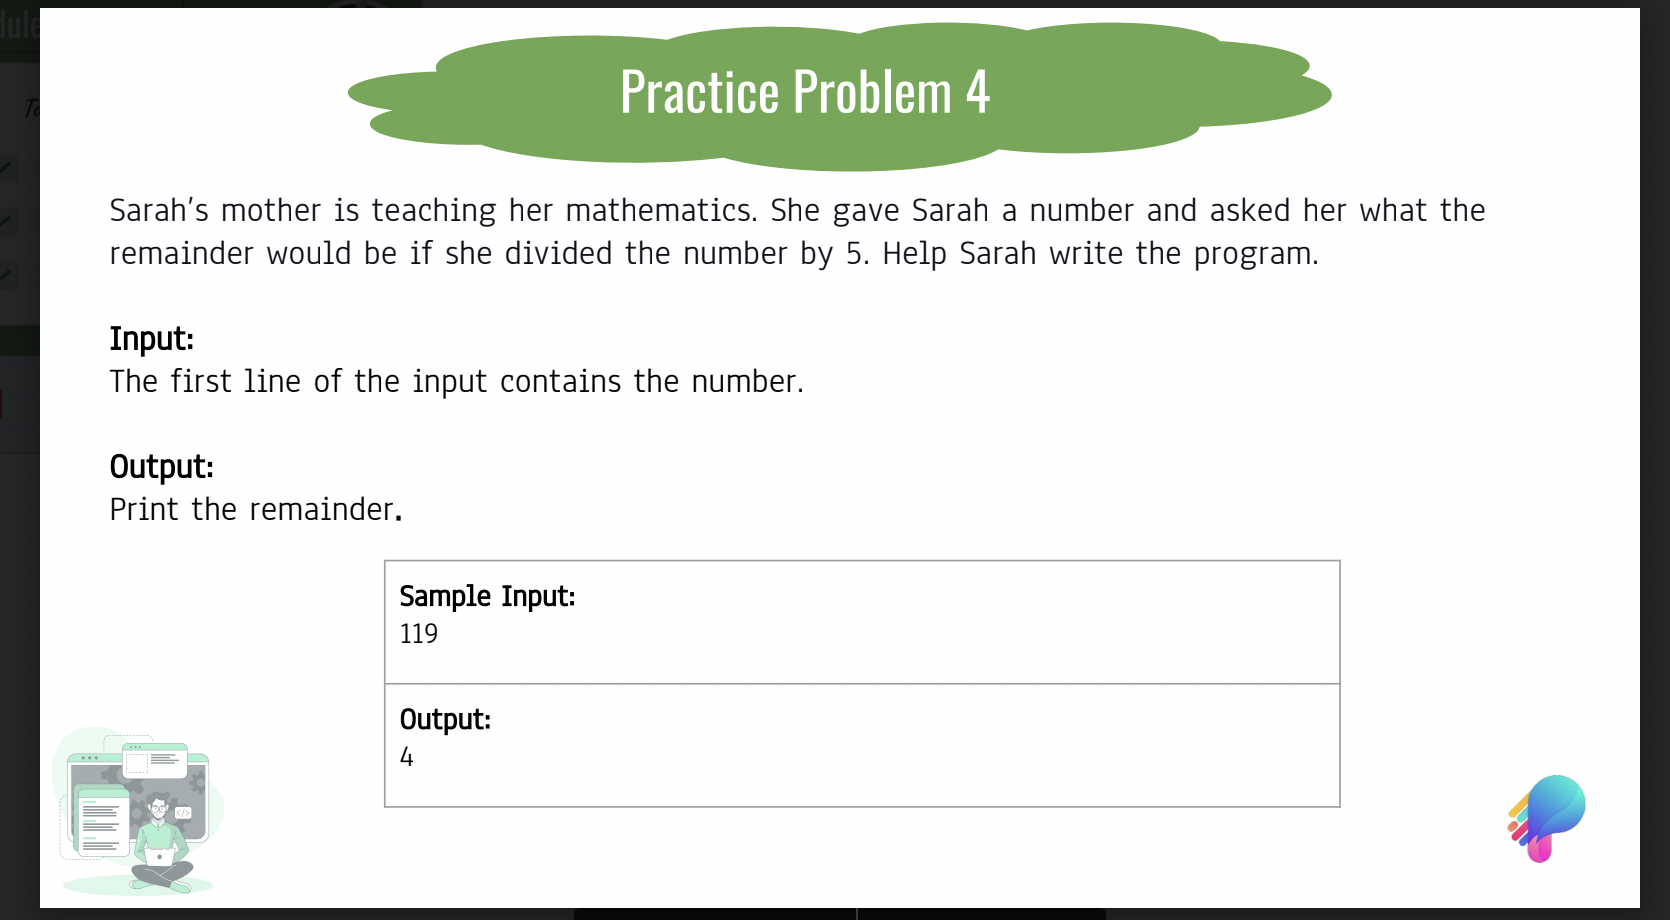 dule
To
Practice Problem 4
Sarah's mother is teaching her mathematics. She gave Sarah a number and asked her what the
remainder would be if she divided the number by 5. Help Sarah write the program.
Input:
The first line of the input contains the number.
Output:
Print the remainder.
Sample Input:
119
Output:
4
</>